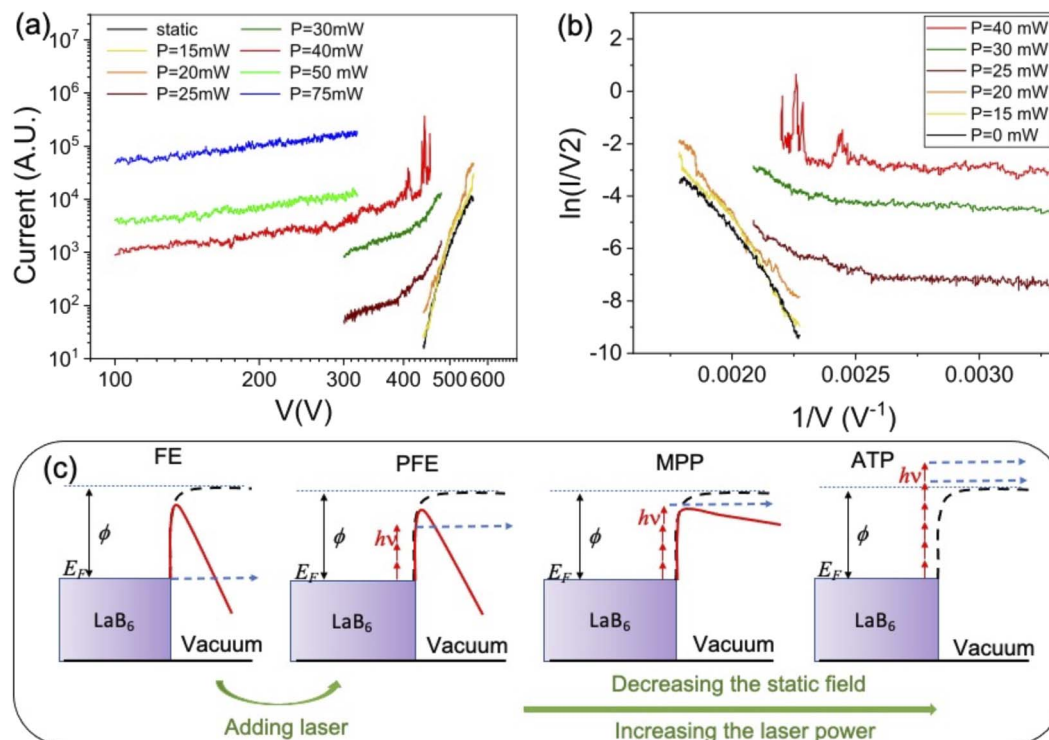 (a)
10⁷
10⁶
10⁵
10⁴
10³
10²
10¹
Current (A.U.)
static
P=15mW
P=20mW
P=25mW
P=30mW
P=40mW
P=50 mW
P=75mW
100
200
300
400
500
600
V(V)
(b)
2
0
-2
-4
-6
-8
-10
ln(I/V2)
P=40 mW
P=30 mW
P=25 mW
P=20 mW
P=15 mW
P=0 mW
0.0020
0.0025
0.0030
1/V (V⁻¹)
(c)
FE
ϕ
E_F
LaB₆
Vacuum
PFE
ϕ
hν
E_F
LaB₆
Vacuum
MPP
ϕ
hν
E_F
LaB₆
Vacuum
ATP
hν
ϕ
E_F
LaB₆
Vacuum
Adding laser
Decreasing the static field
Increasing the laser power